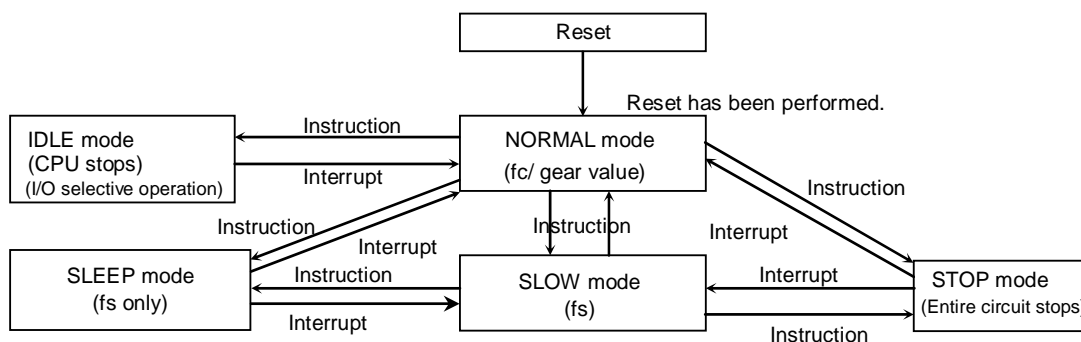 Reset
Reset has been performed.
Instruction
IDLE mode
(CPU stops)
(I/O selective operation)
NORMAL mode
(fc/ gear value)
Interrupt
Instruction
Instruction
Instruction
Interrupt
Interrupt
SLEEP mode
(fs only)
Instruction
SLOW mode
(fs)
Interrupt
STOP mode
(Entire circuit stops)
Interrupt
Instruction